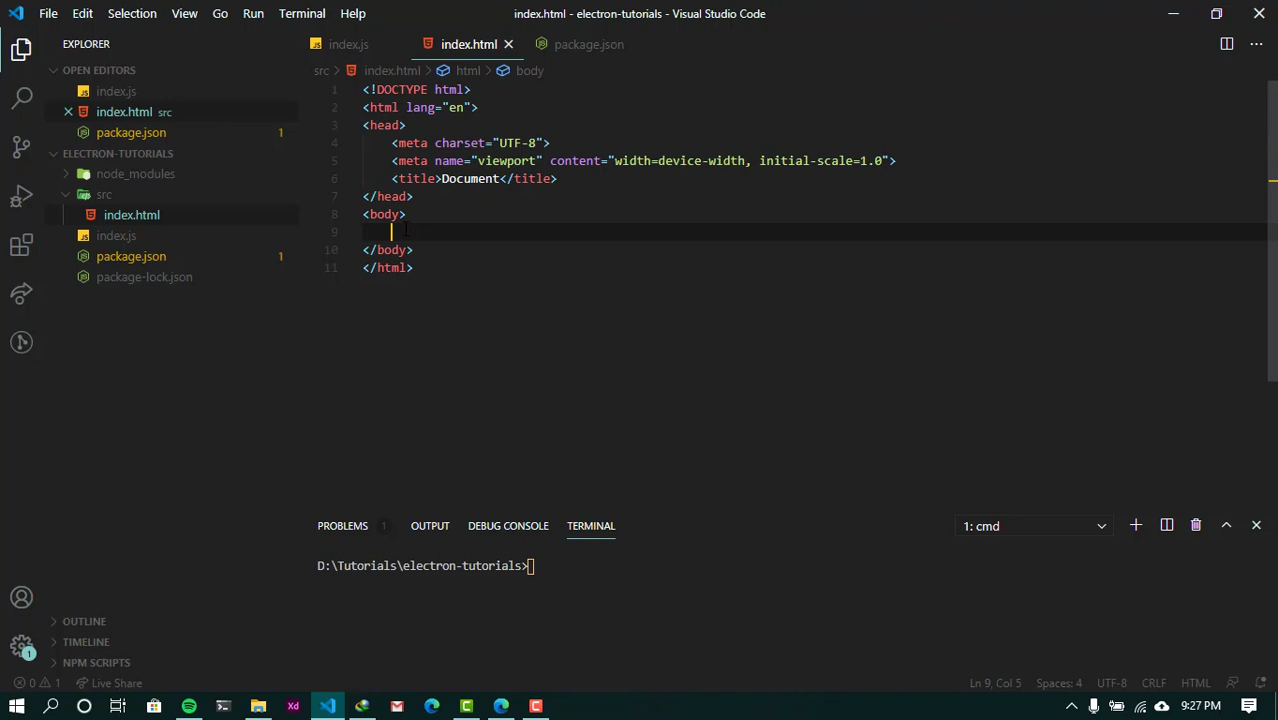 File Edit Selection View Go Run Terminal Help index.html - electron-tutorials - Visual Studio Code
EXPLORER
index.js index.html package.json
OPEN EDITORS
index.js
index.html src
package.json 1
ELECTRON-TUTORIALS
node_modules
src
index.html
index.js
package.json 1
package-lock.json
OUTLINE
TIMELINE
NPM SCRIPTS
src index.html html body
1 <!DOCTYPE html>
2 <html lang="en">
3 <head>
4 <meta charset="UTF-8">
5 <meta name="viewport" content="width=device-width, initial-scale=1.0">
6 <title>Document</title>
7 </head>
8 <body>
9
10 </body>
11 </html>
PROBLEMS 1 OUTPUT DEBUG CONSOLE TERMINAL 1: cmd
D:\Tutorials\electron-tutorials>
1
0 1 Live Share Ln 9, Col 5 Spaces: 4 UTF-8 CRLF HTML
Xd 9:27 PM